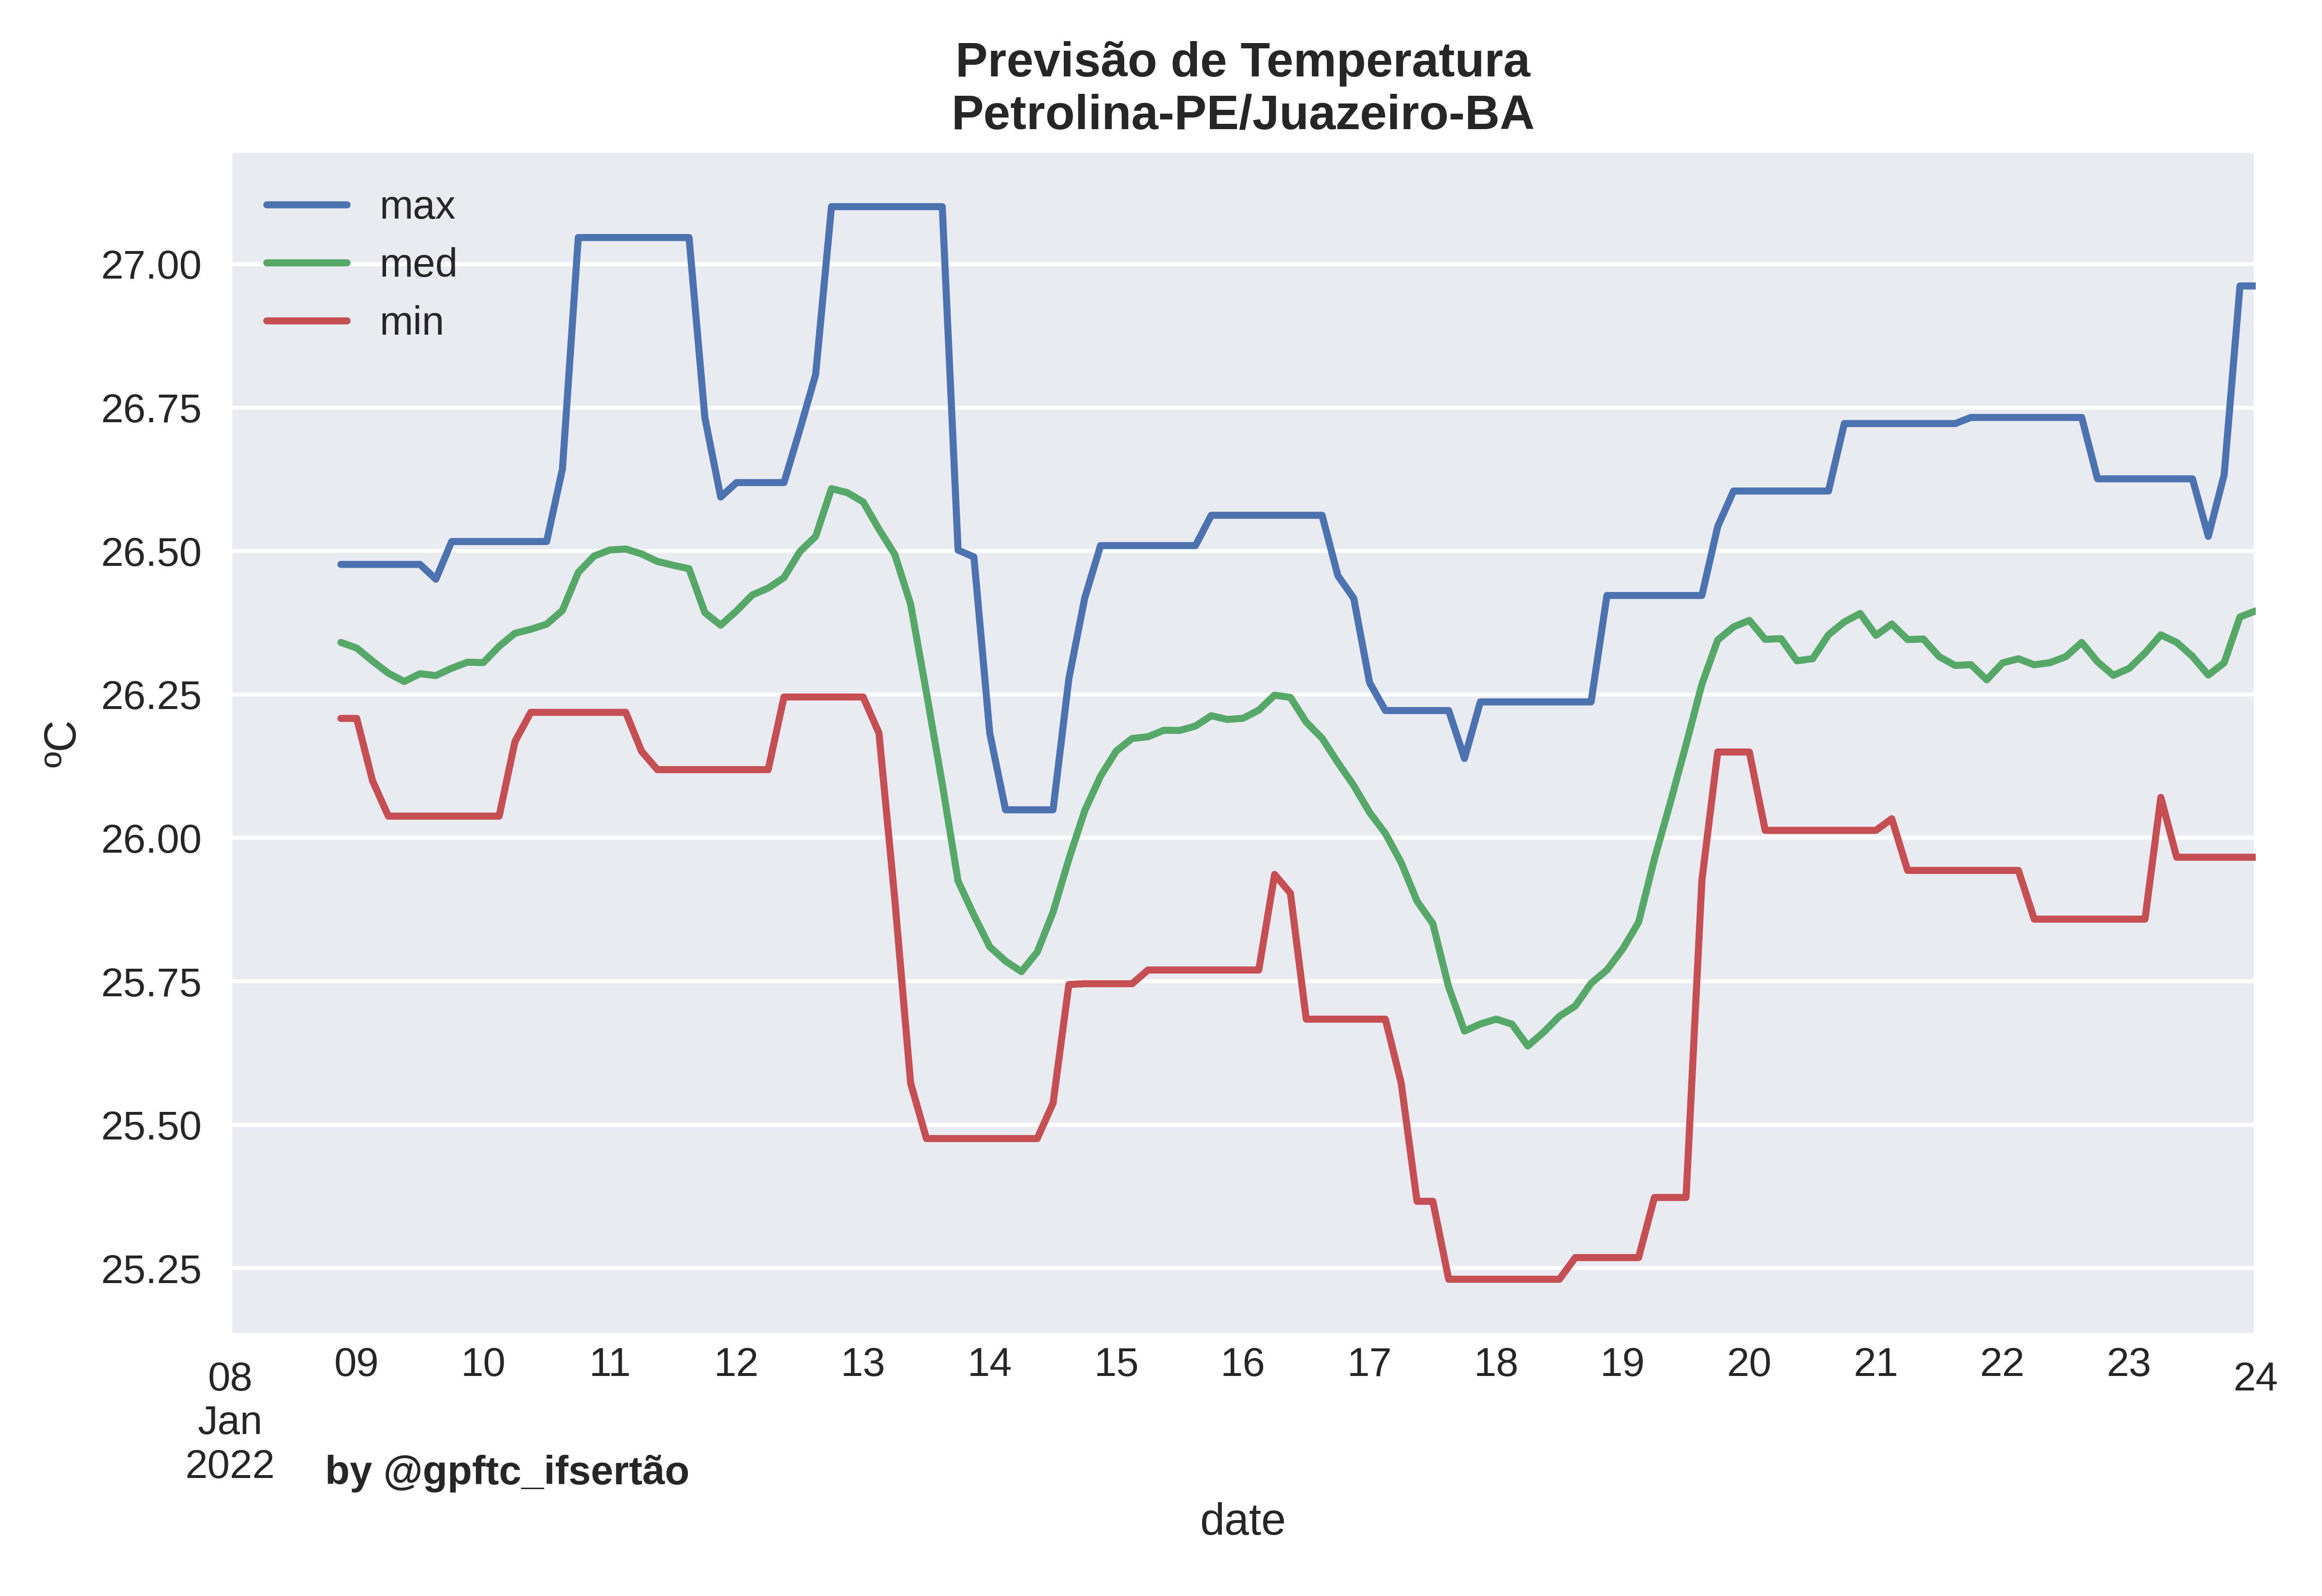 Previsão de Temperatura
Petrolina-PE/Juazeiro-BA
max
med
min
27.00
26.75
26.50
26.25
26.00
25.75
25.50
25.25
ºC
08
Jan
2022
09 10 11 12 13 14 15 16 17 18 19 20 21 22 23 24
by @gpftc_ifsertão
date